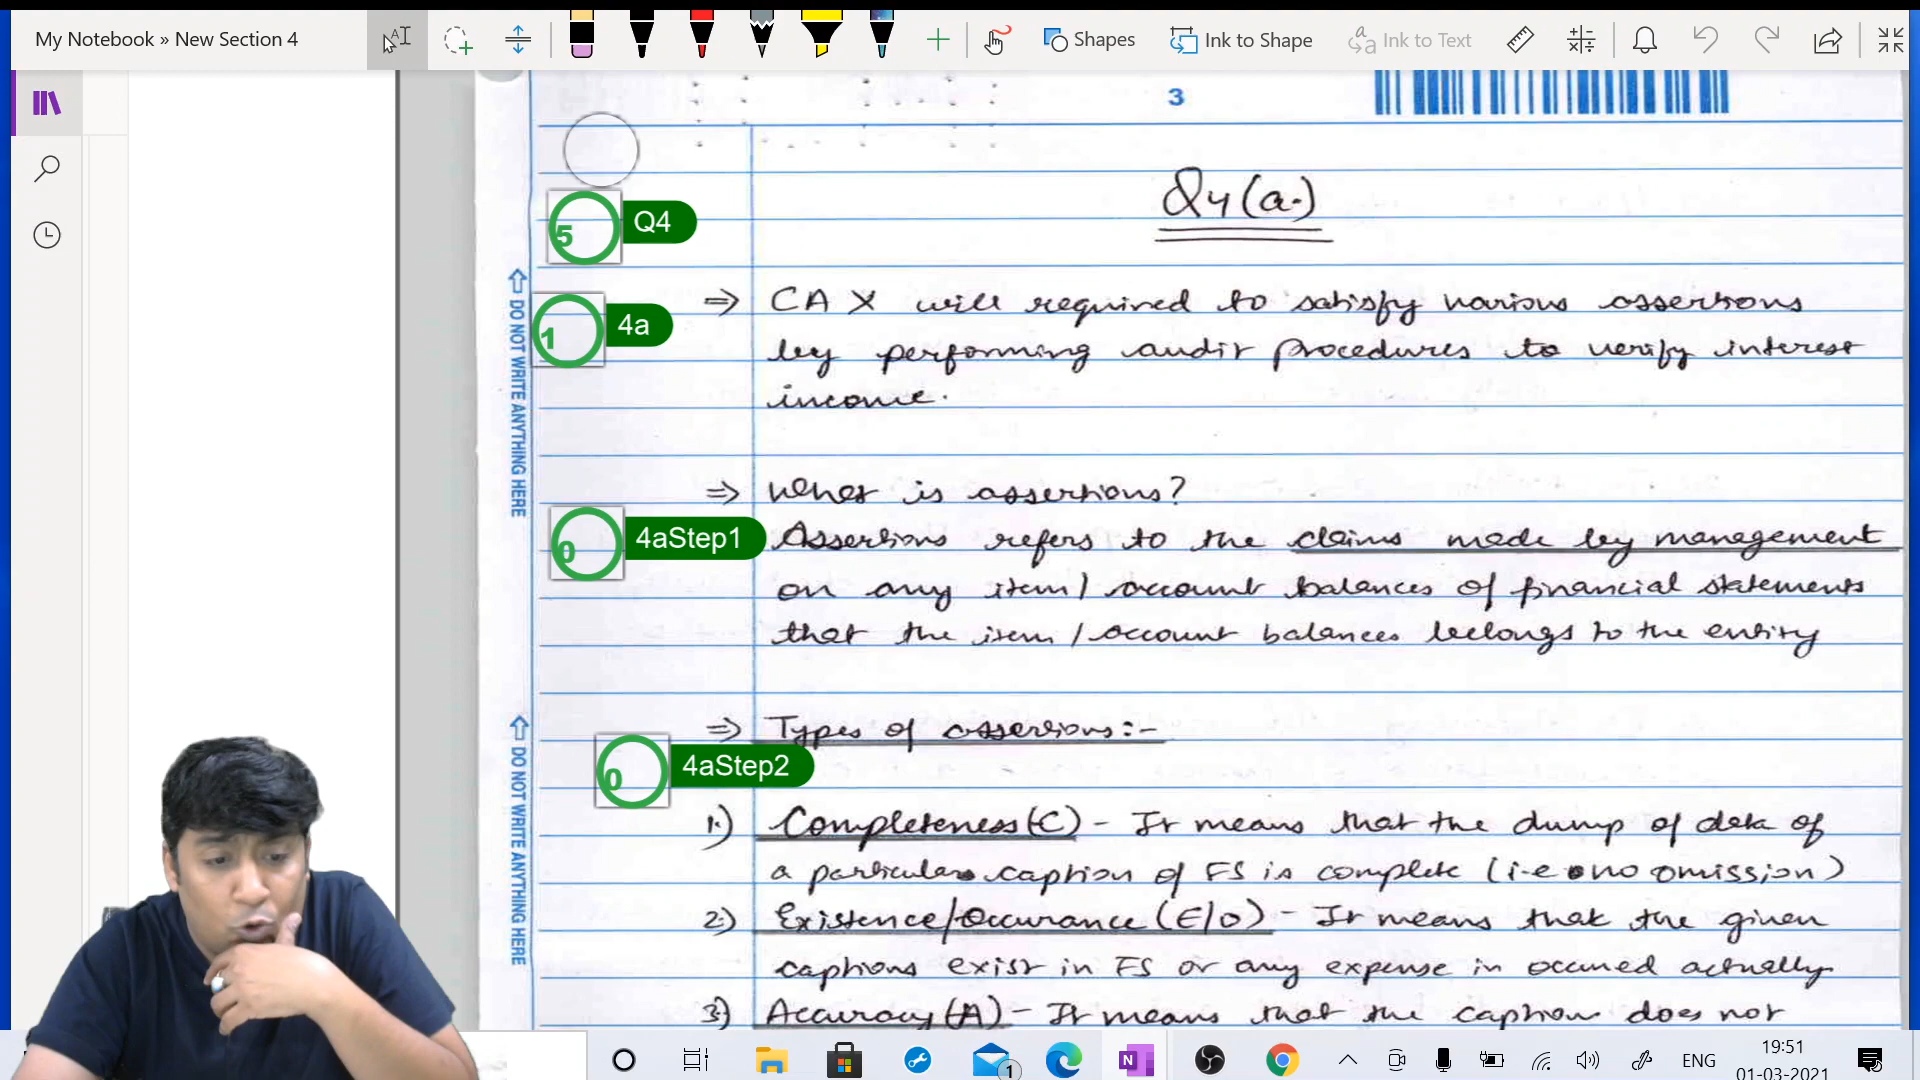 My Notebook » New Section 4
Shapes
Ink to Shape
Ink to Text
3
Q4(a.)
5 Q4
1 4a
⇒ CA X will required to satisfy various assertions
by performing audit procedures to verify interest
income.
⇒ What is assertions?
0 4aStep1
Assertions refers to the claims made by management
on any item/account balances of financial statements
that the item/account balances belongs to the entity
⇒ Types of assertions:-
0 4aStep2
1.) Completeness(C) - It means that the dump of data of
a particular caption of FS is complete (i.e no omission)
2.) Existence/Occurance (E/O) - It means that the given
captions exist in FS or any expense in occured actually
3.) Accuracy(A) - It means that the caption does not
DO NOT WRITE ANYTHING HERE
DO NOT WRITE ANYTHING HERE
1
ENG
19:51
01-03-2021